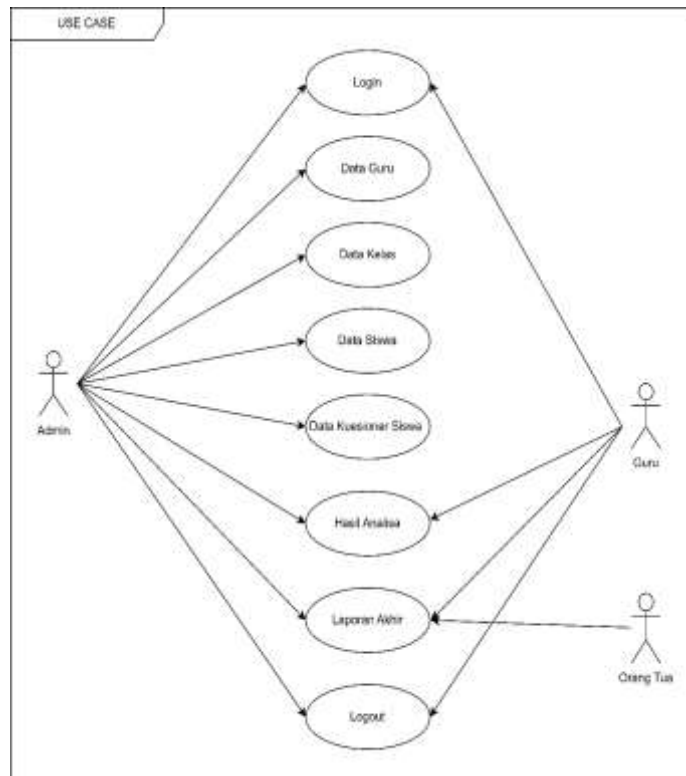 USE CASE
Login
Data Guru
Data Kelas
Data Siswa
Admin
Data Kuesioner Siswa
Guru
Hasil Analisa
Laporan Akhir
Orang Tua
Logout